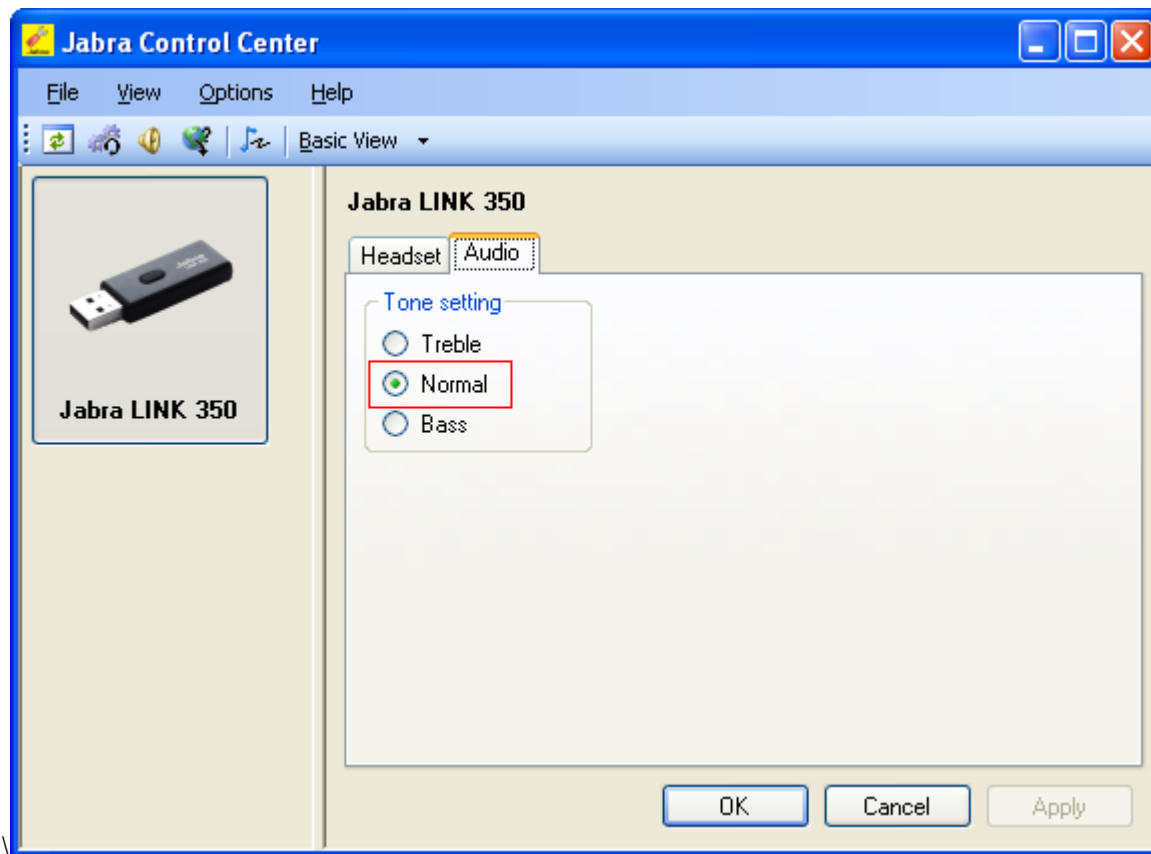 Jabra Control Center
File View Options Help
Basic View
Jabra LINK 350
Headset Audio
Tone setting
Treble
Normal
Bass
Jabra LINK 350
OK Cancel Apply
\